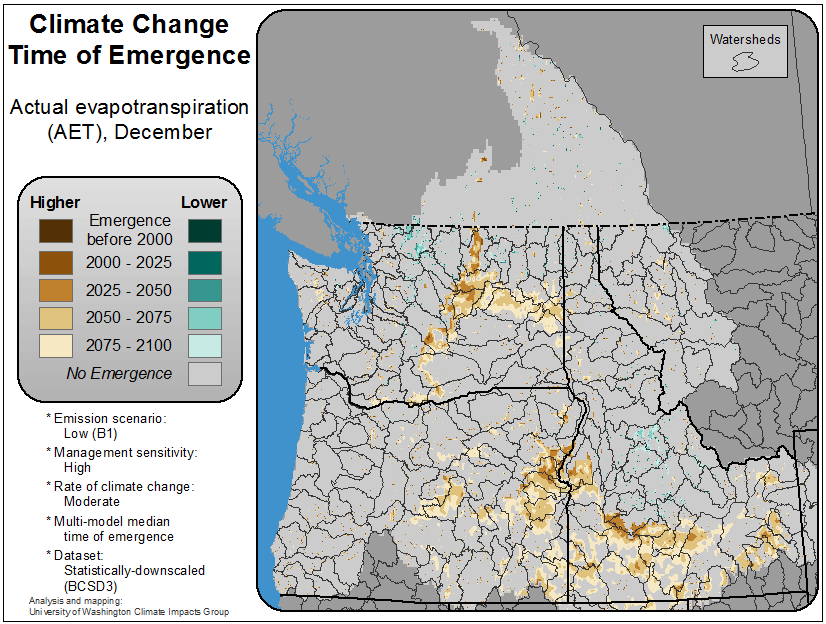 Climate Change
Time of Emergence
Actual evapotranspiration
(AET), December
Higher
Lower
Emergence
before 2000
2000 - 2025
2025 - 2050
2050 - 2075
2075 - 2100
No Emergence
* Emission scenario:
Low (B1)
* Management sensitivity:
High
* Rate of climate change:
Moderate
* Multi-model median
time of emergence
* Dataset:
Statistically-downscaled
(BCSD3)
Analysis and mapping:
University of Washington Climate Impacts Group
Watersheds